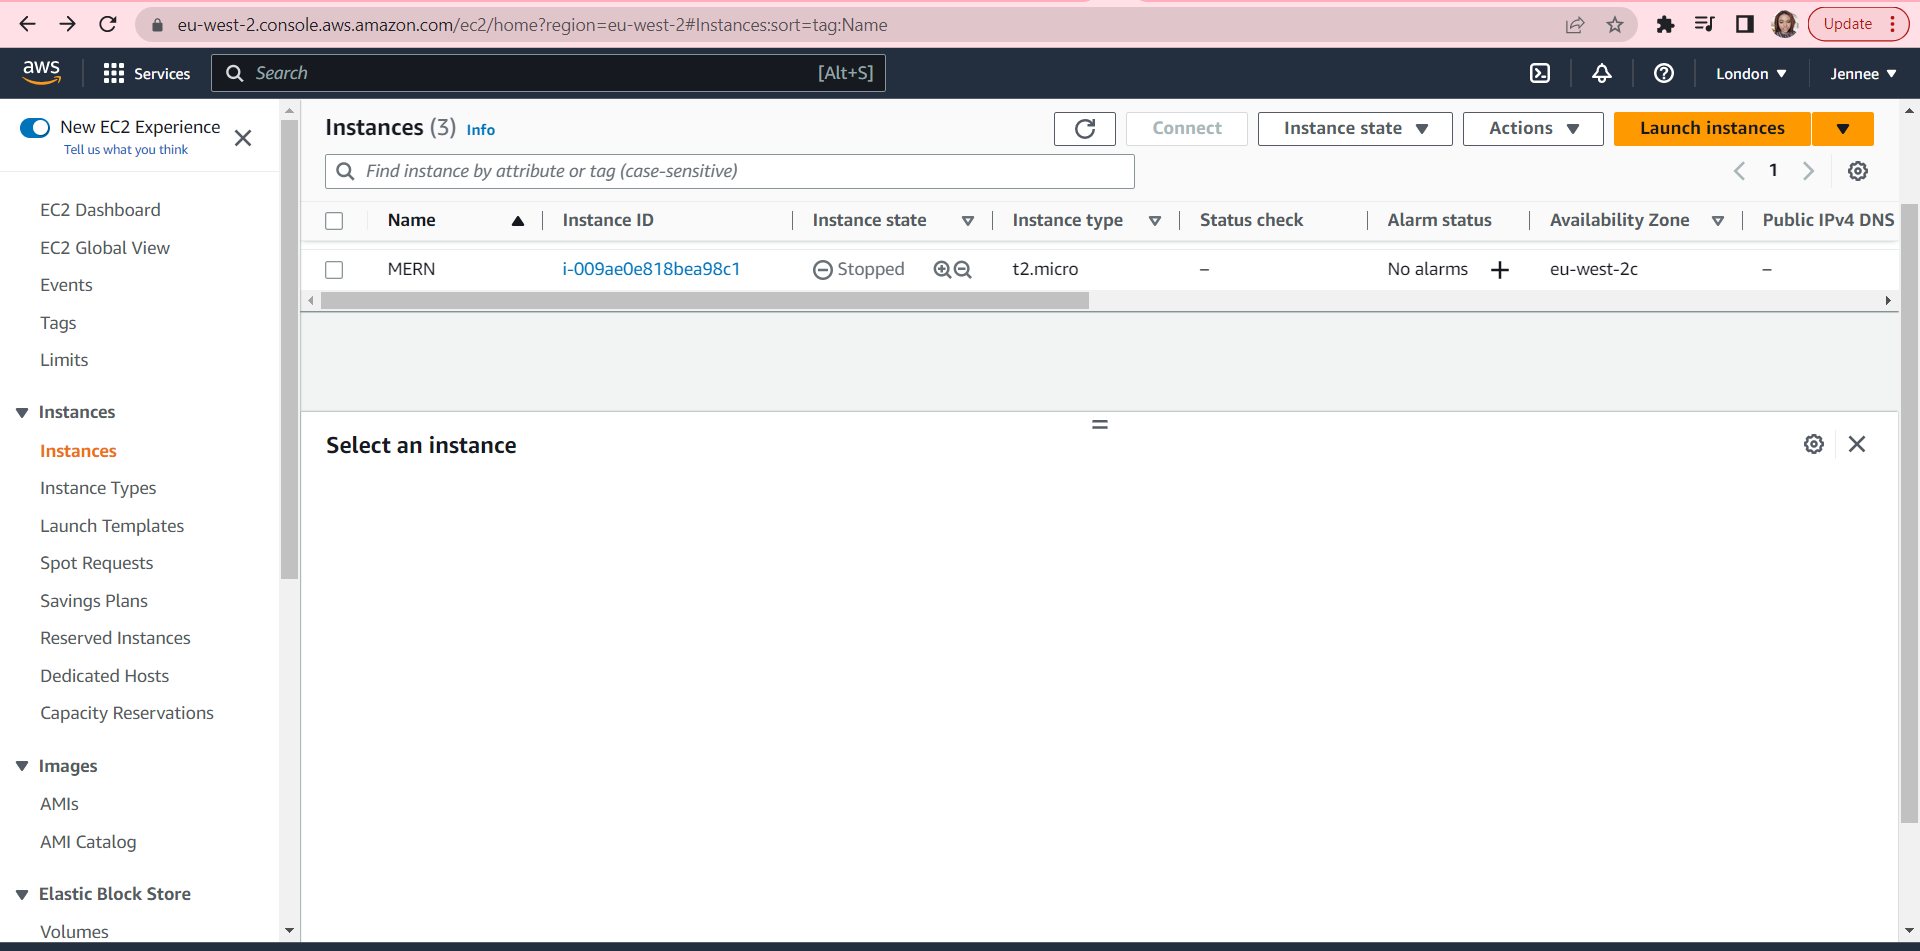 eu-west-2.console.aws.amazon.com/ec2/home?region=eu-west-2#Instances:sort=tag:Name
Update
aws
Services
Search
[Alt+S]
London
Jennee
New EC2 Experience
Tell us what you think
EC2 Dashboard
EC2 Global View
Events
Tags
Limits
Instances
Instances
Instance Types
Launch Templates
Spot Requests
Savings Plans
Reserved Instances
Dedicated Hosts
Capacity Reservations
Images
AMIs
AMI Catalog
Elastic Block Store
Volumes
Instances (3) Info
Connect
Instance state
Actions
Launch instances
Find instance by attribute or tag (case-sensitive)
1
Name Instance ID Instance state Instance type Status check Alarm status Availability Zone Public IPv4 DNS
MERN i-009ae0e818bea98c1 Stopped t2.micro – No alarms + eu-west-2c –
Select an instance